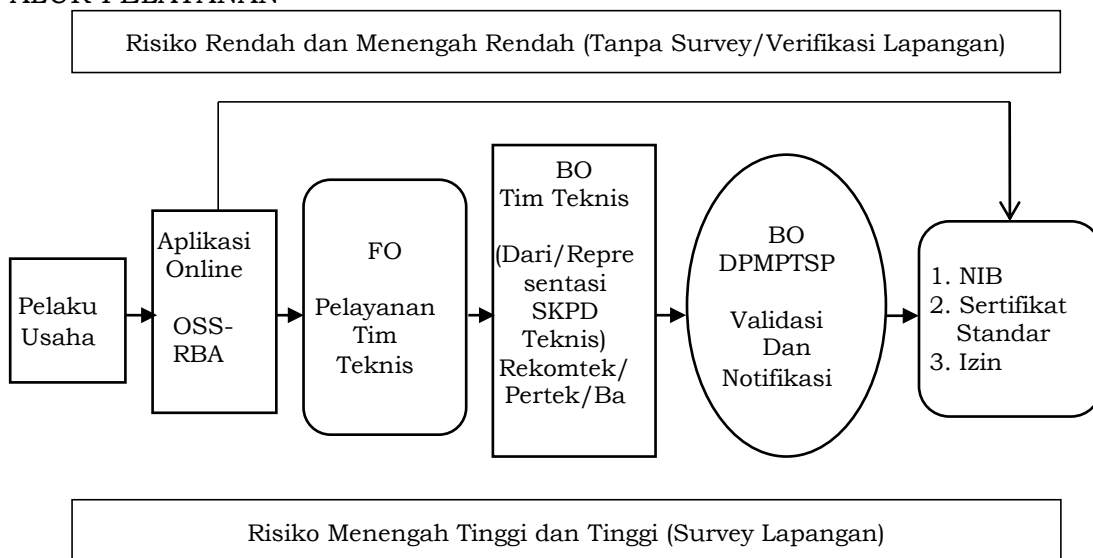 ALUR PELAYANAN
Risiko Rendah dan Menengah Rendah (Tanpa Survey/Verifikasi Lapangan)
Pelaku
Usaha
Aplikasi
Online
OSS-
RBA
FO
Pelayanan
Tim
Teknis
BO
Tim Teknis
(Dari/Repre
sentasi
SKPD
Teknis)
Rekomtek/
Pertek/Ba
BO
DPMPTSP
Validasi
Dan
Notifikasi
1. NIB
2. Sertifikat
Standar
3. Izin
Risiko Menengah Tinggi dan Tinggi (Survey Lapangan)